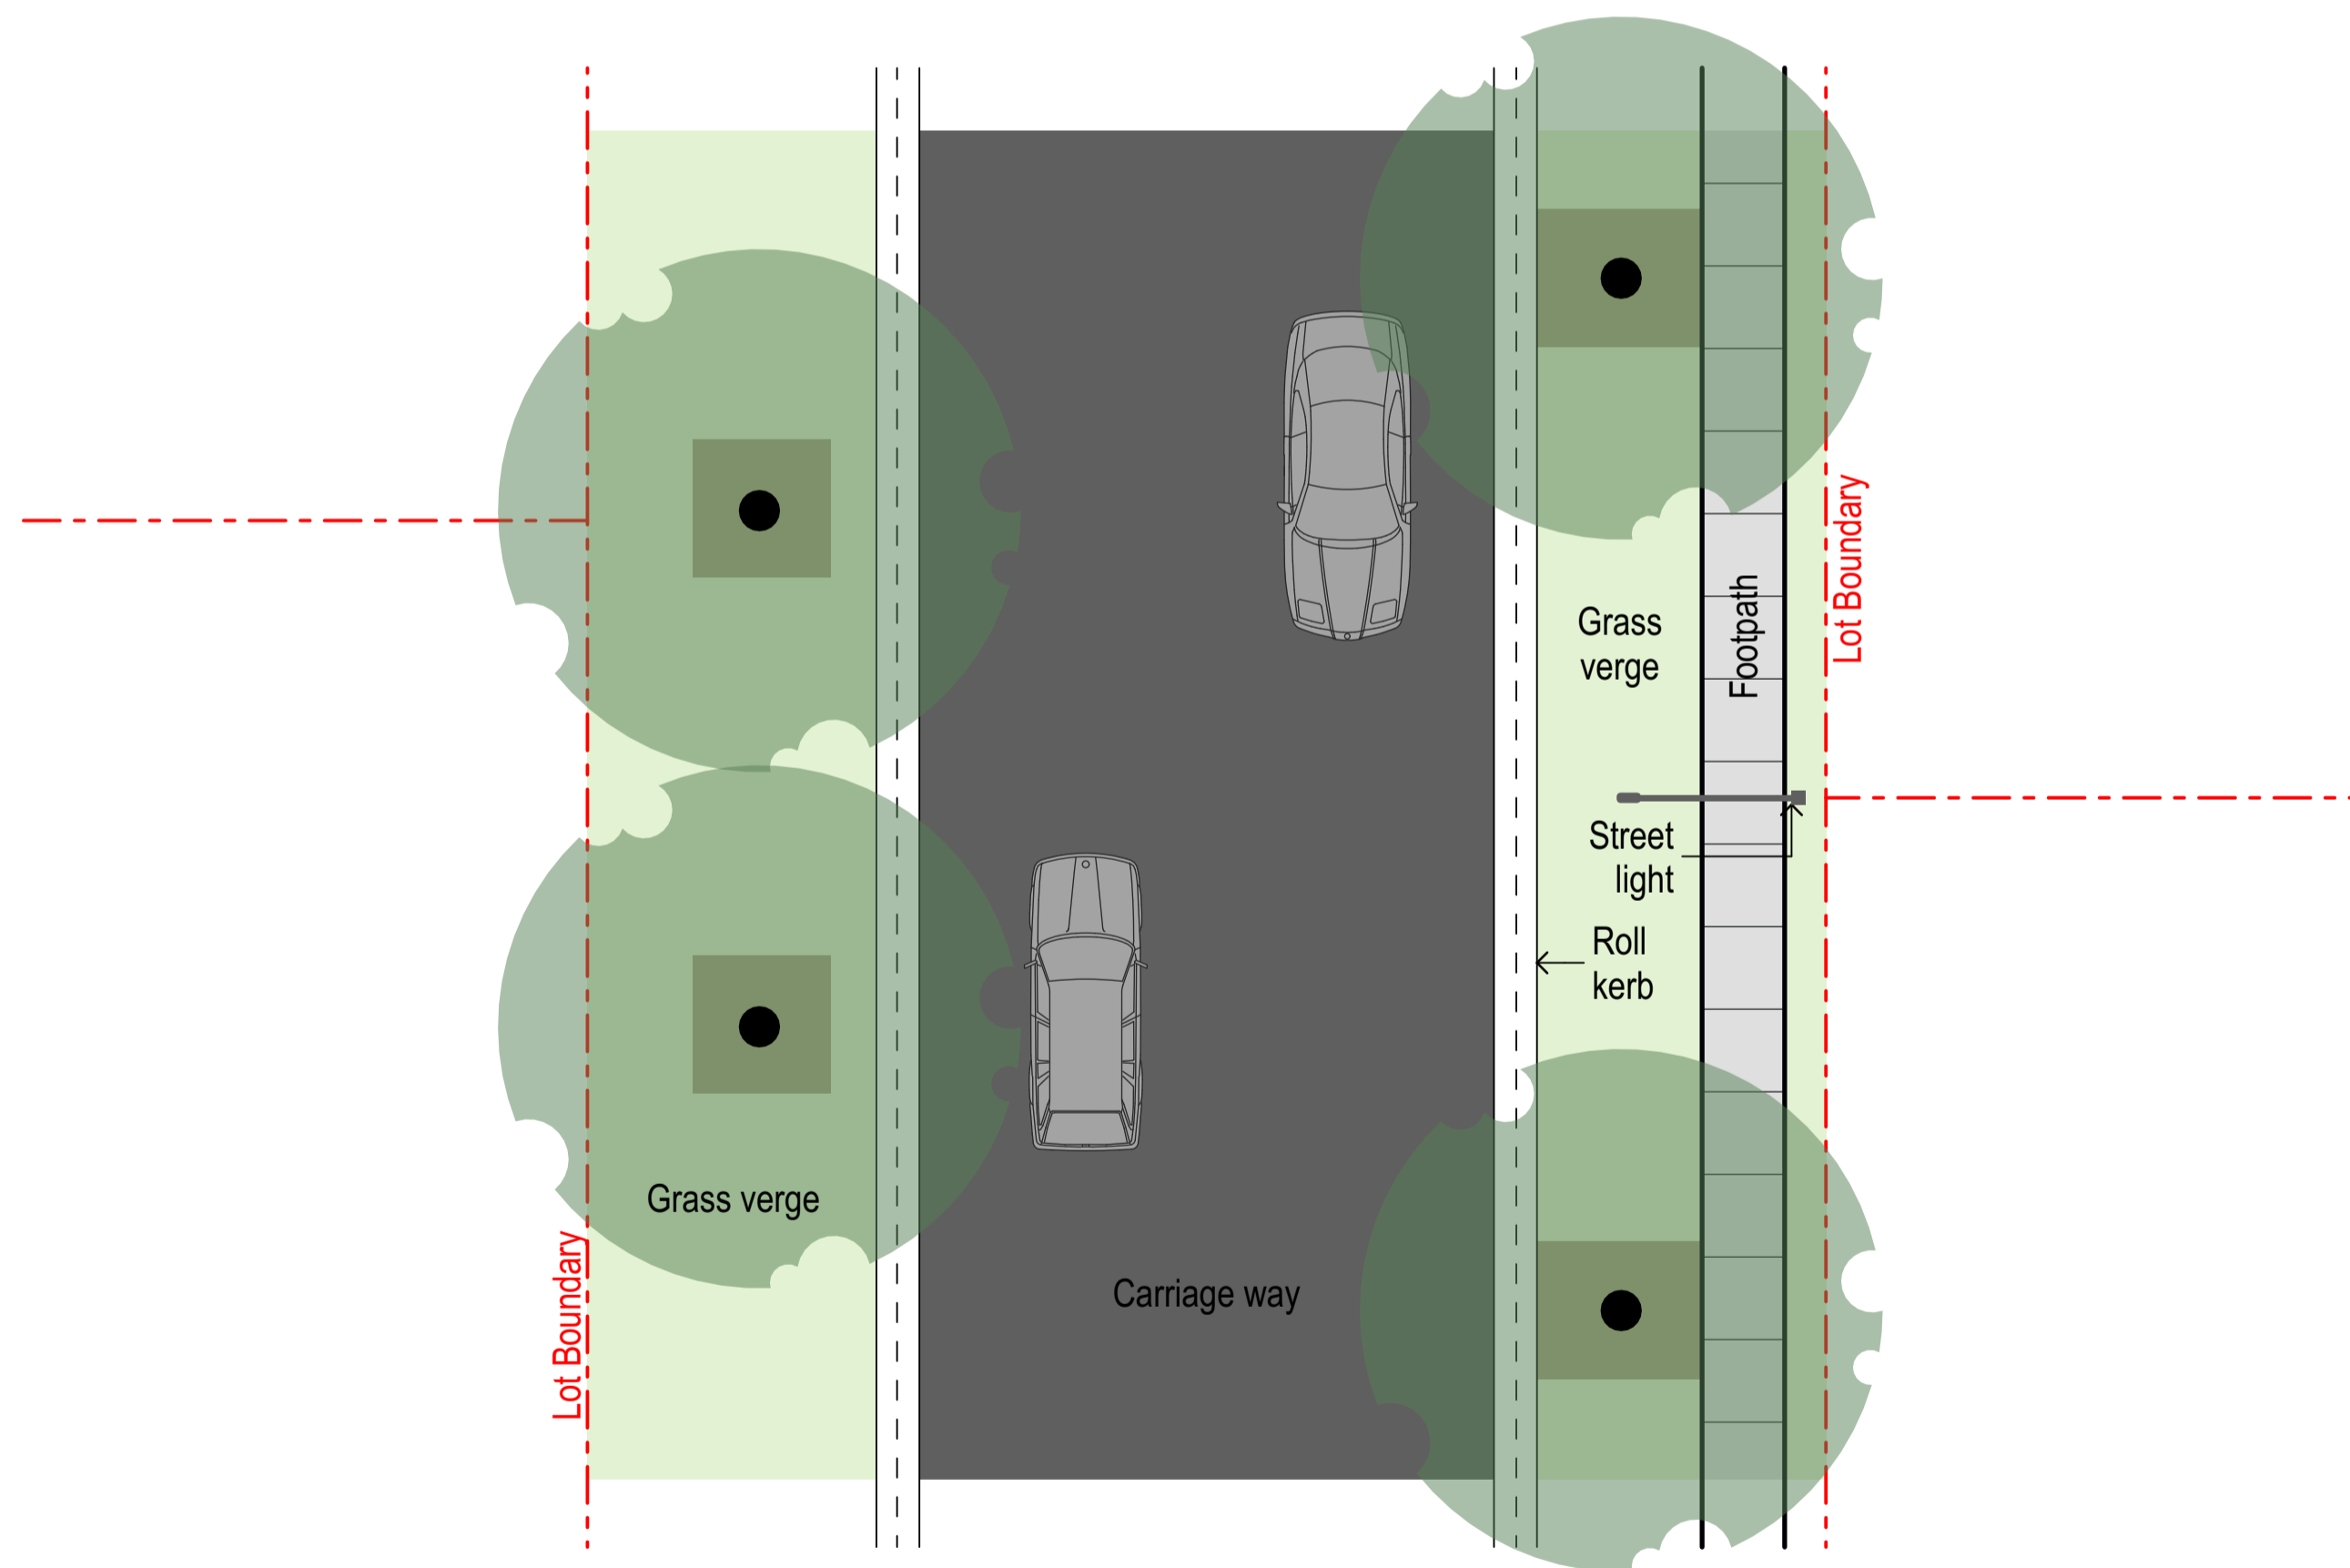 Lot Boundary
Grass
verge
Footpath
Street
light
Roll
kerb
Grass verge
Lot Boundary
Carriage way